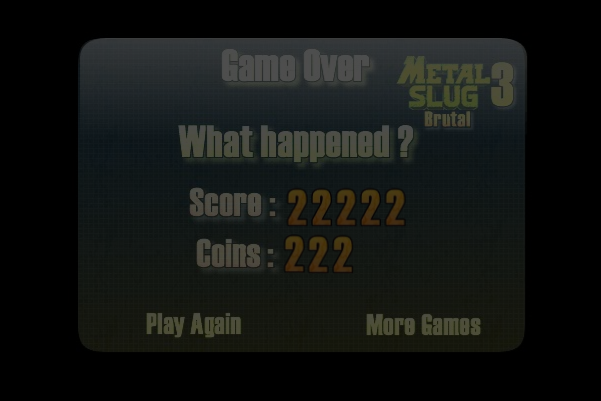 Game Over
METAL
SLUG 3
Brutal
What happened ?
Score : 22222
Coins : 222
Play Again
More Games